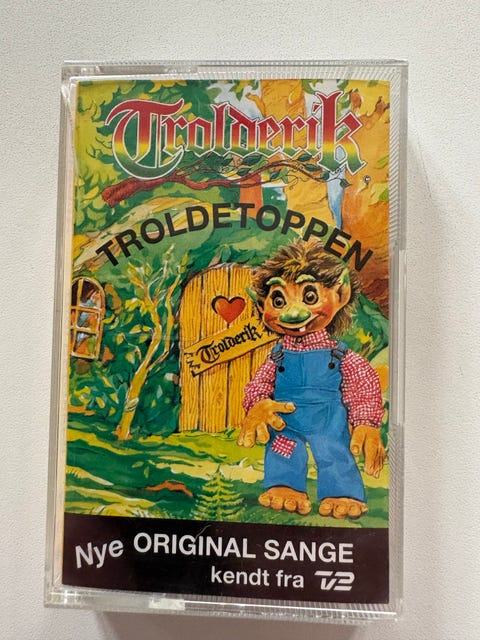 Trolderik
TROLDETOPPEN
Trolderik
Nye ORIGINAL SANGE
kendt fra TV2